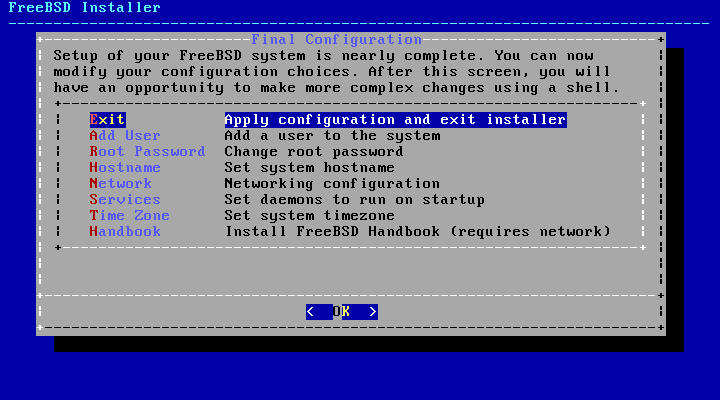 FreeBSD Installer
Final Configuration
Setup of your FreeBSD system is nearly complete. You can now
modify your configuration choices. After this screen, you will
have an opportunity to make more complex changes using a shell.
Exit Apply configuration and exit installer
Add User Add a user to the system
Root Password Change root password
Hostname Set system hostname
Network Networking configuration
Services Set daemons to run on startup
Time Zone Set system timezone
Handbook Install FreeBSD Handbook (requires network)
< OK >